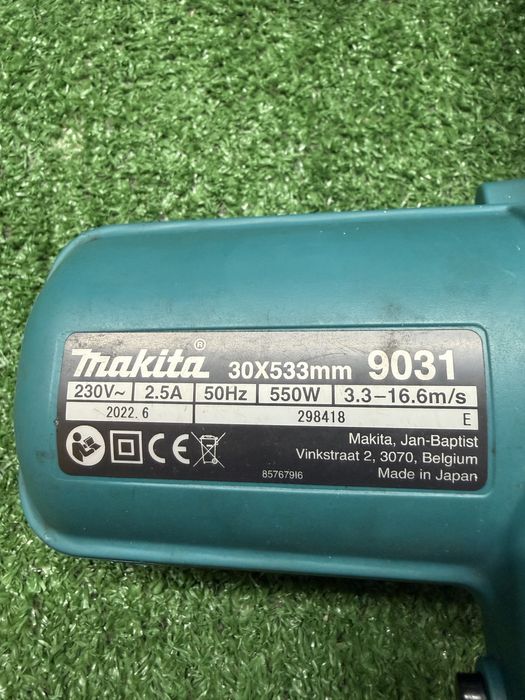 makita® 30X533mm 9031
230V~ 2.5A 50Hz 550W 3.3-16.6m/s
2022.6 298418 E
Makita, Jan-Baptist
Vinkstraat 2, 3070, Belgium
857679I6 Made in Japan
CE